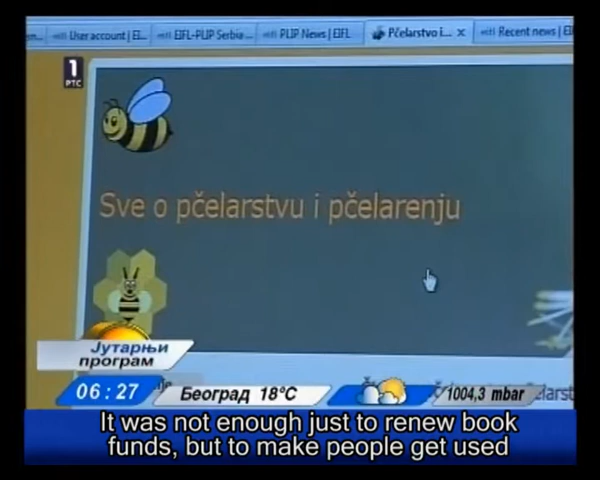 User account | EI...
EIFL-PLIP Serbia ...
PLIP News | EIFL
Pčelarstvo i...
Recent news | EI
1
РТС
Sve o pčelarstvu i pčelarenju
Јутарњи
програм
06:27
Београд 18°C
1004,3 mbar
It was not enough just to renew book
funds, but to make people get used